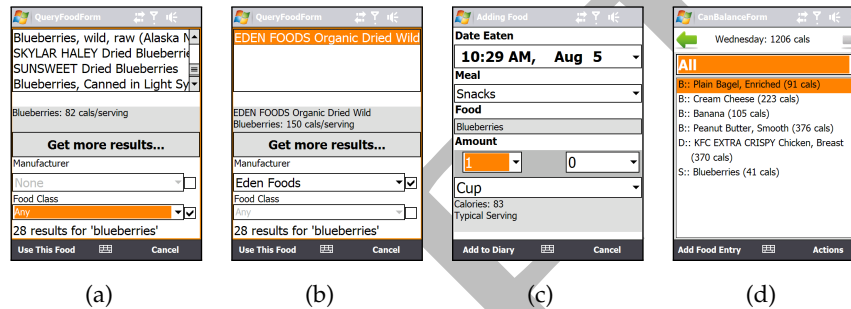 QueryFoodForm
Blueberries, wild, raw (Alaska N
SKYLAR HALEY Dried Blueberrie
SUNSWEET Dried Blueberries
Blueberries, Canned in Light Sy
Blueberries: 82 cals/serving
Get more results...
Manufacturer
None
Food Class
Any
28 results for 'blueberries'
Use This Food Cancel
(a)
QueryFoodForm
EDEN FOODS Organic Dried Wild
EDEN FOODS Organic Dried Wild
Blueberries: 150 cals/serving
Get more results...
Manufacturer
Eden Foods
Food Class
Any
28 results for 'blueberries'
Use This Food Cancel
(b)
Adding Food
Date Eaten
10:29 AM, Aug 5
Meal
Snacks
Food
Blueberries
Amount
1 0
Cup
Calories: 83
Typical Serving
Add to Diary Cancel
(c)
CanBalanceForm
Wednesday: 1206 cals
All
B:: Plain Bagel, Enriched (91 cals)
B:: Cream Cheese (223 cals)
B:: Banana (105 cals)
B:: Peanut Butter, Smooth (376 cals)
D:: KFC EXTRA CRISPY Chicken, Breast
(370 cals)
S:: Blueberries (41 cals)
Add Food Entry Actions
(d)